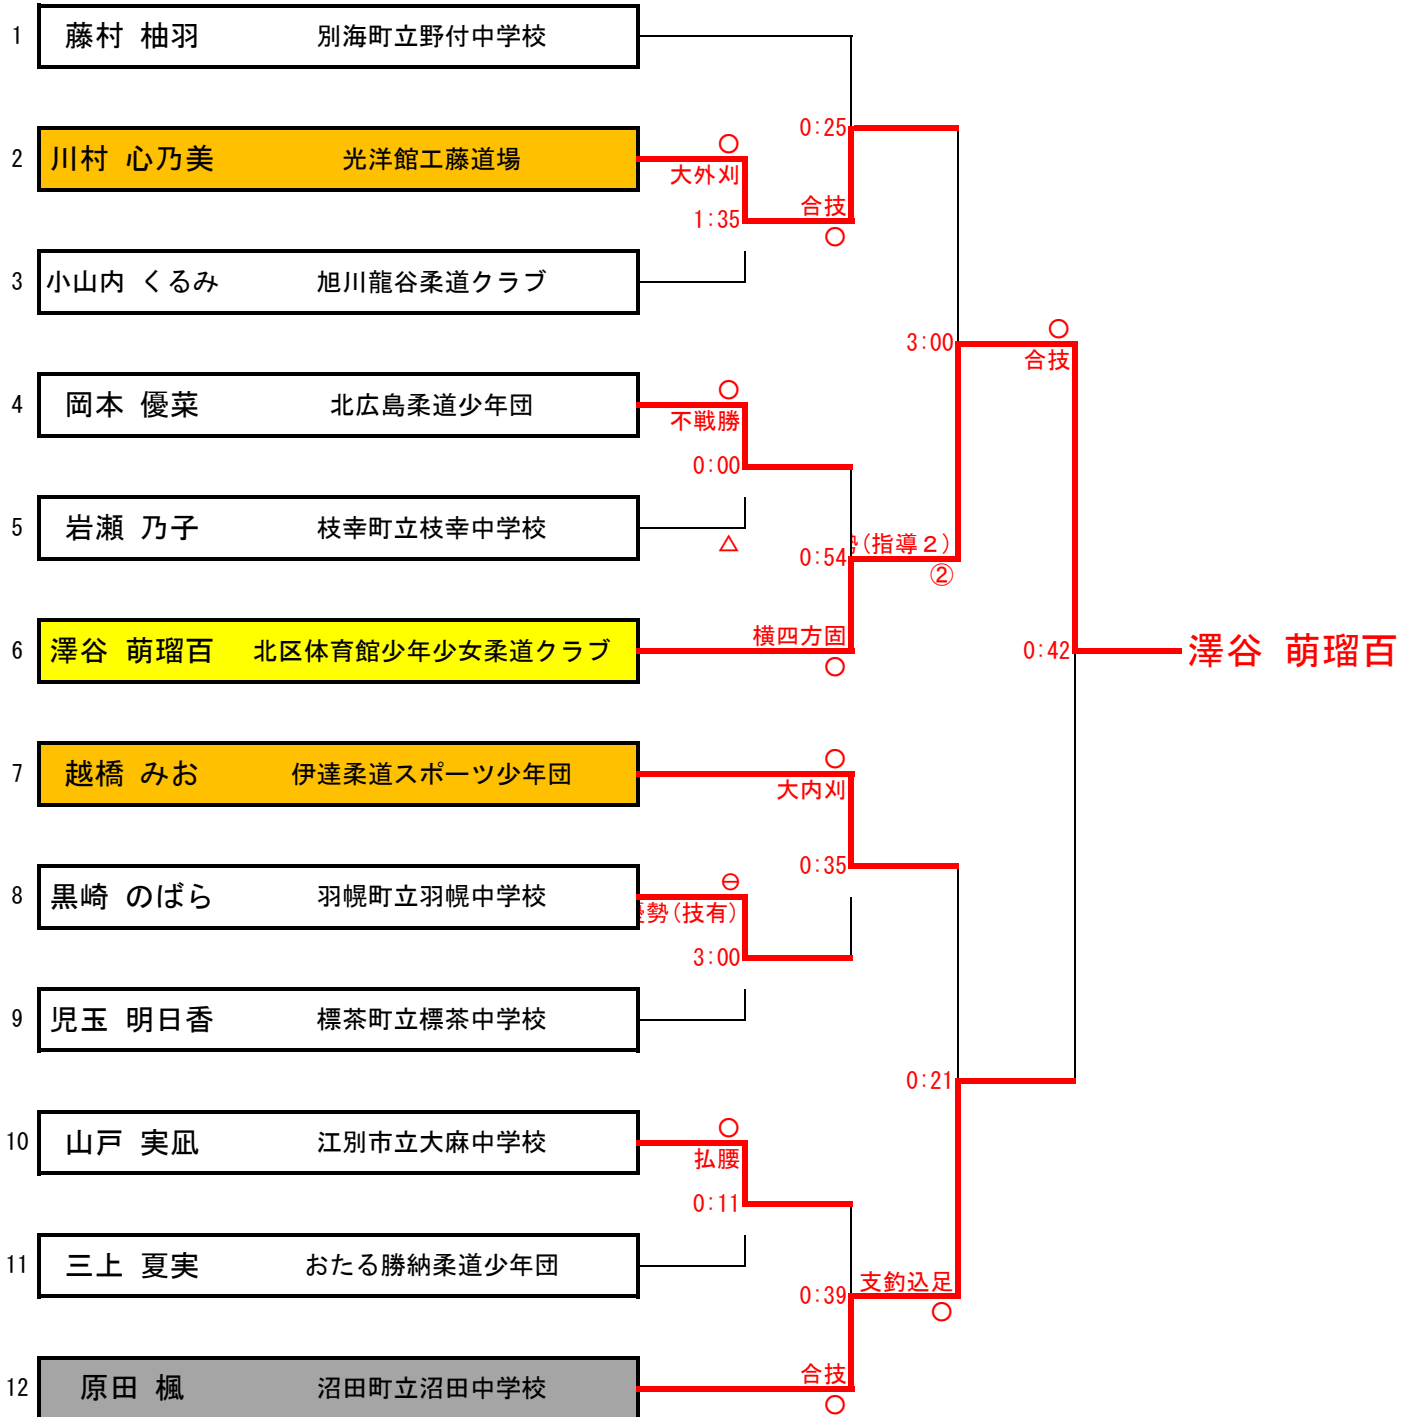 1 藤村 柚羽 別海町立野付中学校
0:25
2 川村 心乃美 光洋館工藤道場
○
大外刈
1:35
合技
○
3 小山内 くるみ 旭川龍谷柔道クラブ
3:00
○
合技
4 岡本 優菜 北広島柔道少年団
○
不戦勝
0:00
5 岩瀬 乃子 枝幸町立枝幸中学校
△
0:54
勢(指導２)
②
6 澤谷 萌瑠百 北区体育館少年少女柔道クラブ
横四方固
○
0:42
澤谷 萌瑠百
7 越橋 みお 伊達柔道スポーツ少年団
○
大内刈
0:35
8 黒崎 のばら 羽幌町立羽幌中学校
⊖
優勢(技有)
3:00
9 児玉 明日香 標茶町立標茶中学校
0:21
10 山戸 実凪 江別市立大麻中学校
○
払腰
0:11
11 三上 夏実 おたる勝納柔道少年団
0:39
支釣込足
○
12 原田 楓 沼田町立沼田中学校
合技
○